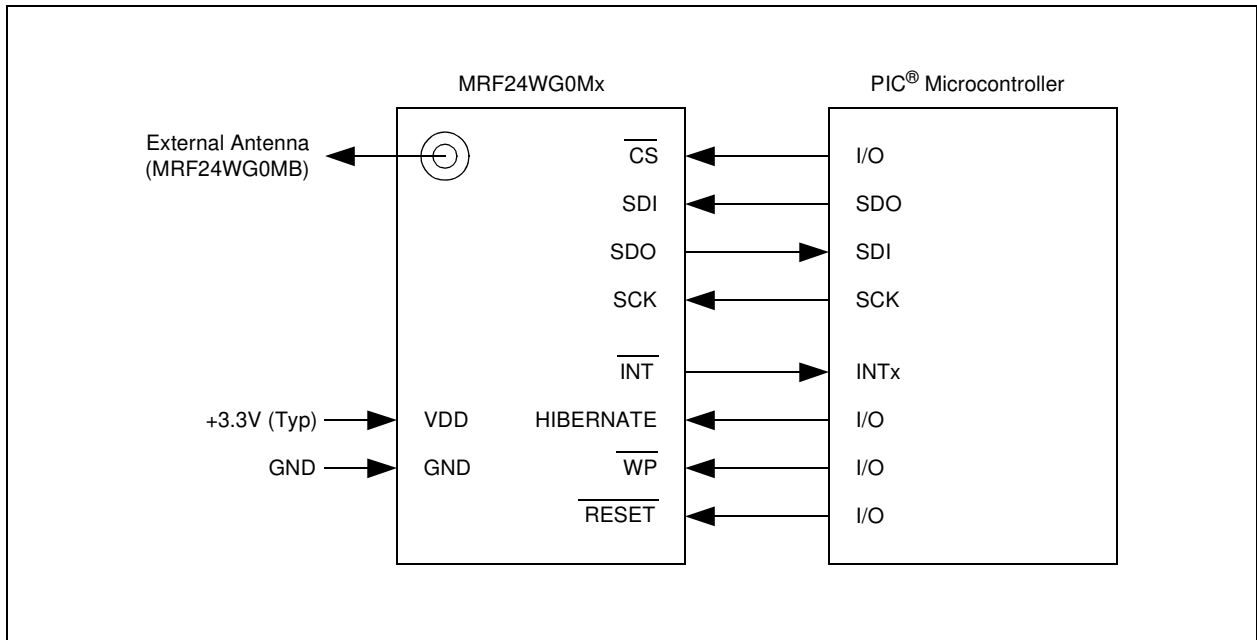 MRF24WG0Mx
PIC® Microcontroller
External Antenna
(MRF24WG0MB)
CS
I/O
SDI
SDO
SDO
SDI
SCK
SCK
INT
INTx
+3.3V (Typ)
VDD
HIBERNATE
I/O
GND
GND
WP
I/O
RESET
I/O